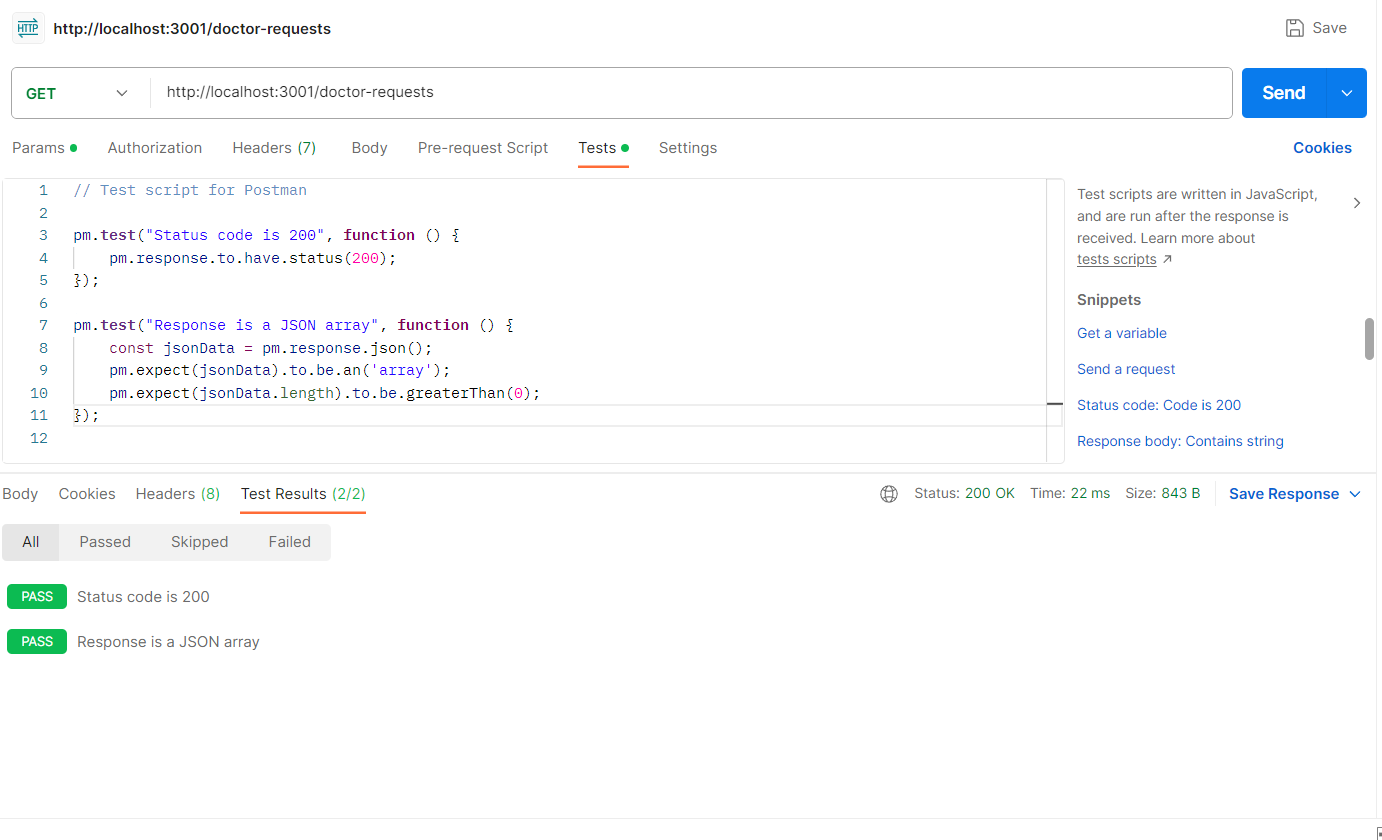 HTTP http://localhost:3001/doctor-requests Save
GET http://localhost:3001/doctor-requests Send
Params Authorization Headers (7) Body Pre-request Script Tests Settings Cookies
1 // Test script for Postman
2
3 pm.test("Status code is 200", function () {
4 pm.response.to.have.status(200);
5 });
6
7 pm.test("Response is a JSON array", function () {
8 const jsonData = pm.response.json();
9 pm.expect(jsonData).to.be.an('array');
10 pm.expect(jsonData.length).to.be.greaterThan(0);
11 });
12
Test scripts are written in JavaScript,
and are run after the response is
received. Learn more about
tests scripts ↗
Snippets
Get a variable
Send a request
Status code: Code is 200
Response body: Contains string
Body Cookies Headers (8) Test Results (2/2) Status: 200 OK Time: 22 ms Size: 843 B Save Response
All Passed Skipped Failed
PASS Status code is 200
PASS Response is a JSON array